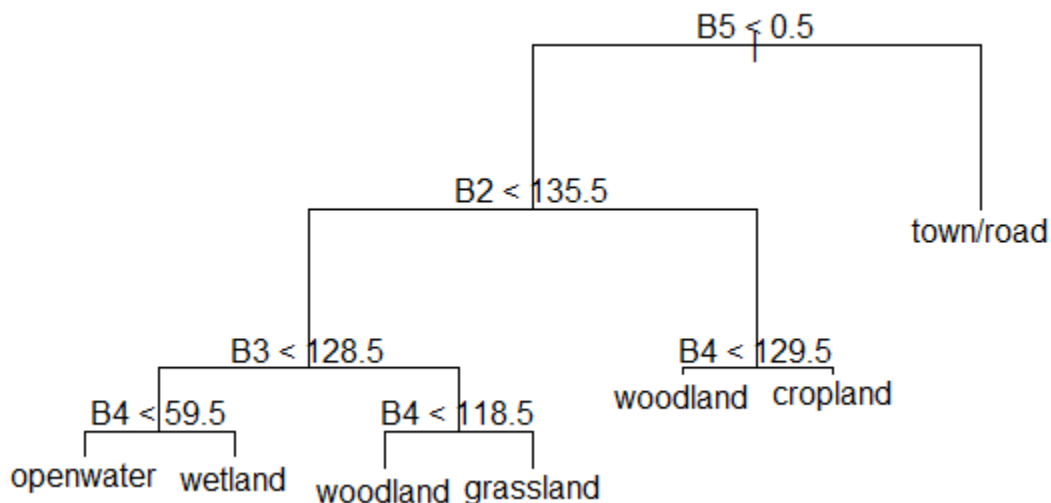 B5 < 0.5
B2 < 135.5
town/road
B3 < 128.5
B4 < 129.5
woodland
cropland
B4 < 59.5
B4 < 118.5
openwater
wetland
woodland
grassland